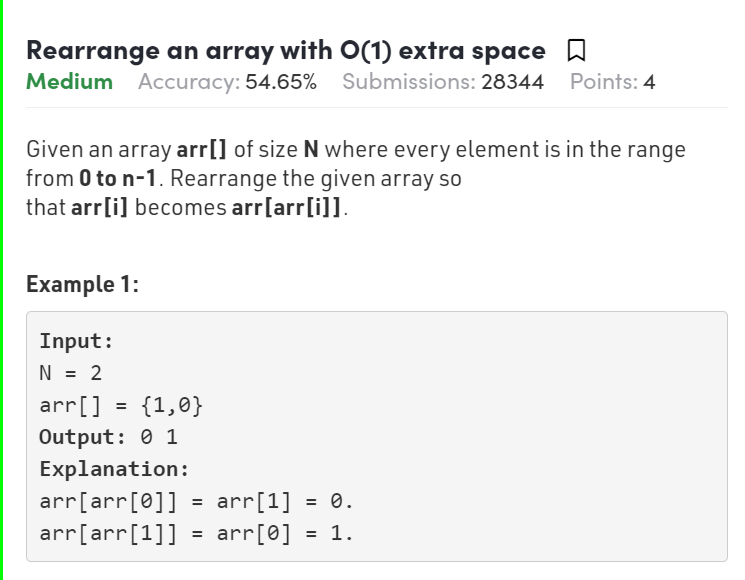 Rearrange an array with O(1) extra space
Medium Accuracy: 54.65% Submissions: 28344 Points: 4
Given an array arr[] of size N where every element is in the range
from 0 to n-1. Rearrange the given array so
that arr[i] becomes arr[arr[i]].
Example 1:
Input:
N = 2
arr[] = {1,0}
Output: 0 1
Explanation:
arr[arr[0]] = arr[1] = 0.
arr[arr[1]] = arr[0] = 1.